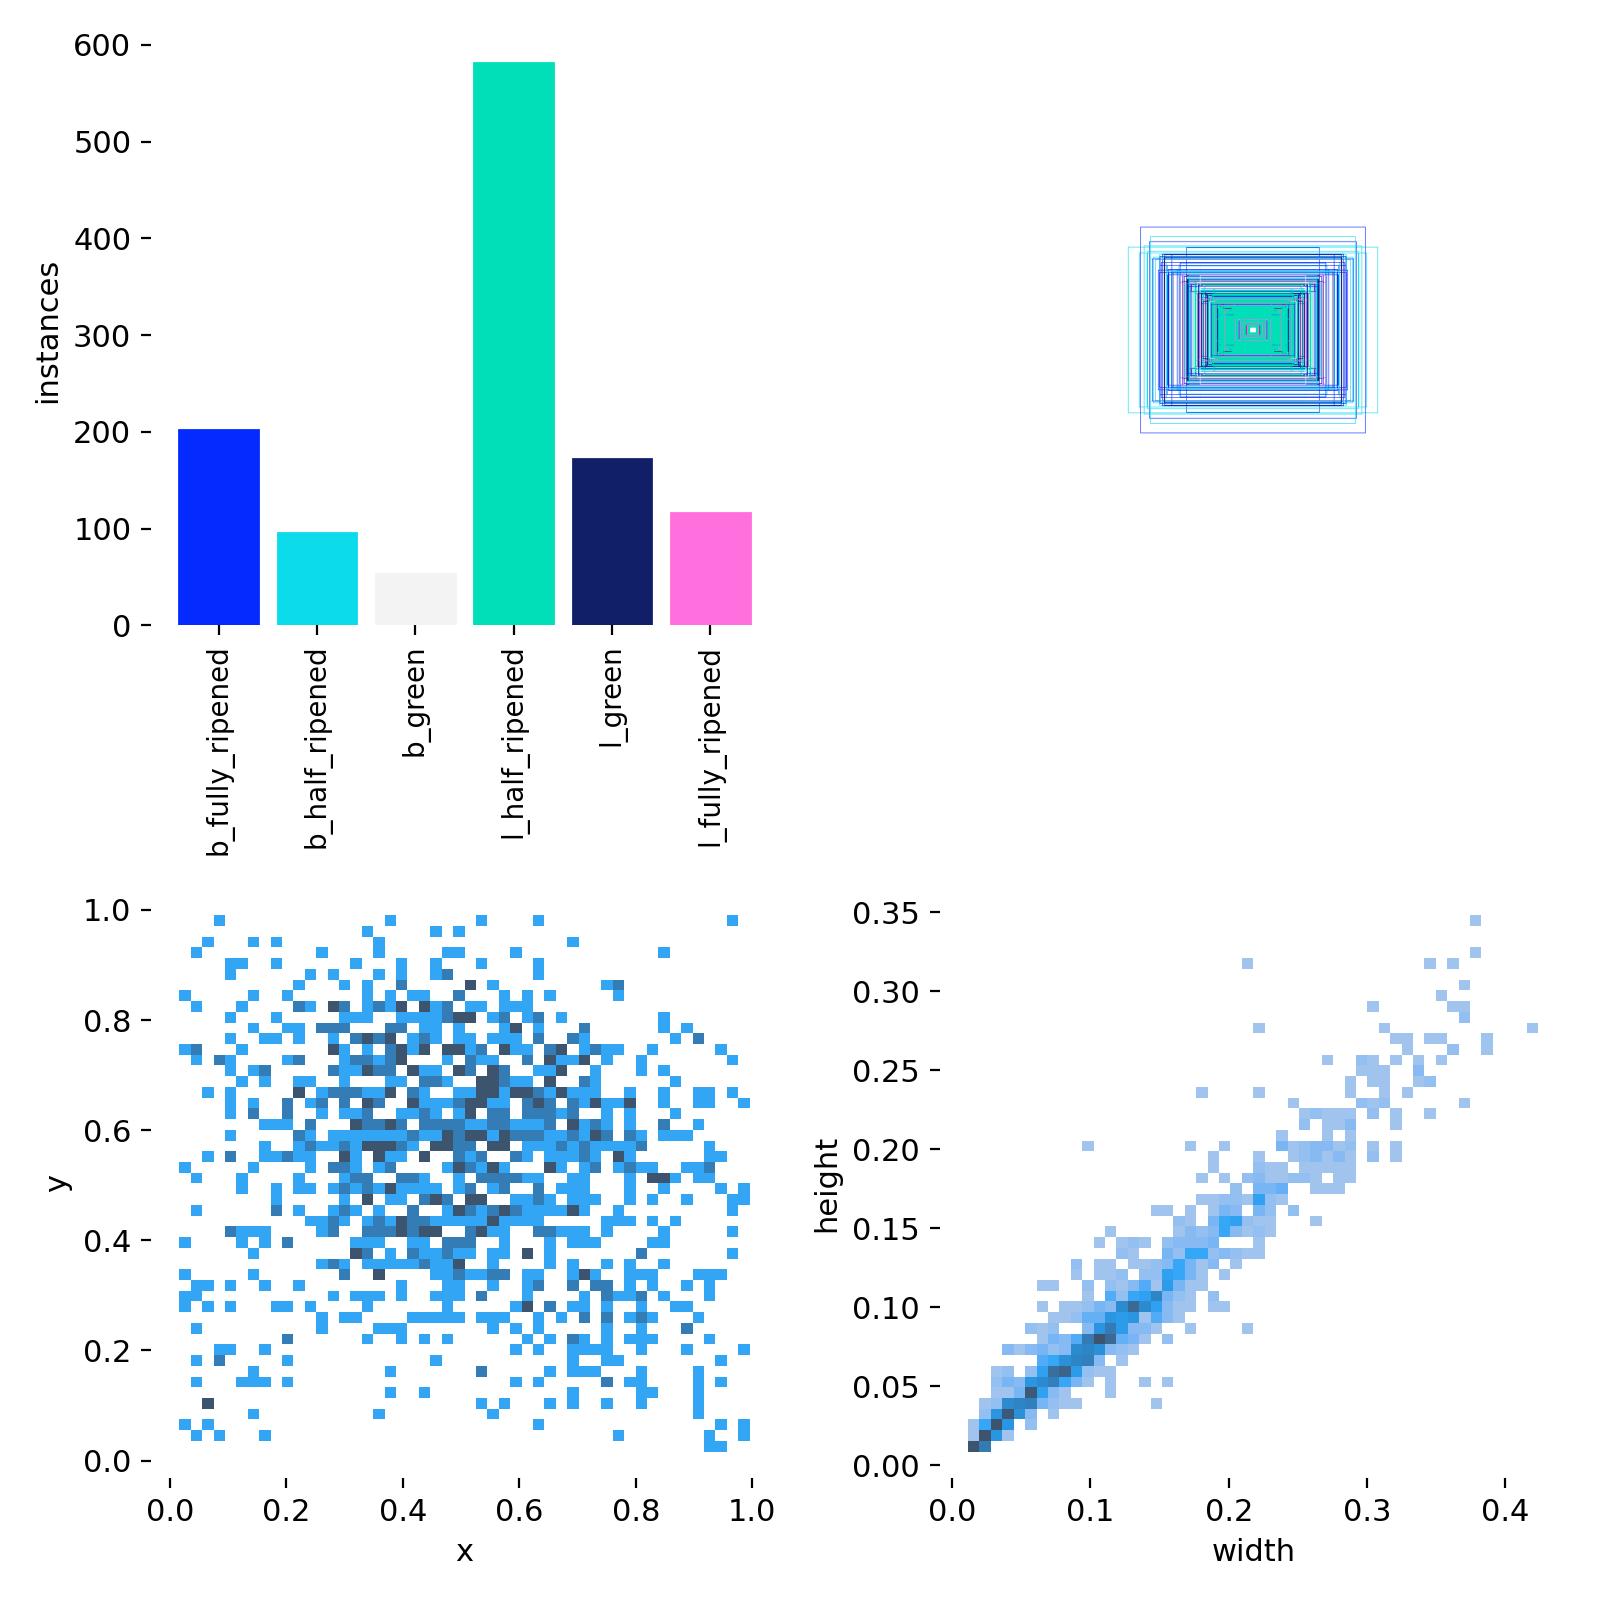 600
500
400
300
200
100
0
instances
b_fully_ripened
b_half_ripened
b_green
l_half_ripened
l_green
l_fully_ripened
1.0
0.8
0.6
0.4
0.2
0.0
y
0.0 0.2 0.4 0.6 0.8 1.0
x
0.35
0.30
0.25
0.20
0.15
0.10
0.05
0.00
height
0.0 0.1 0.2 0.3 0.4
width